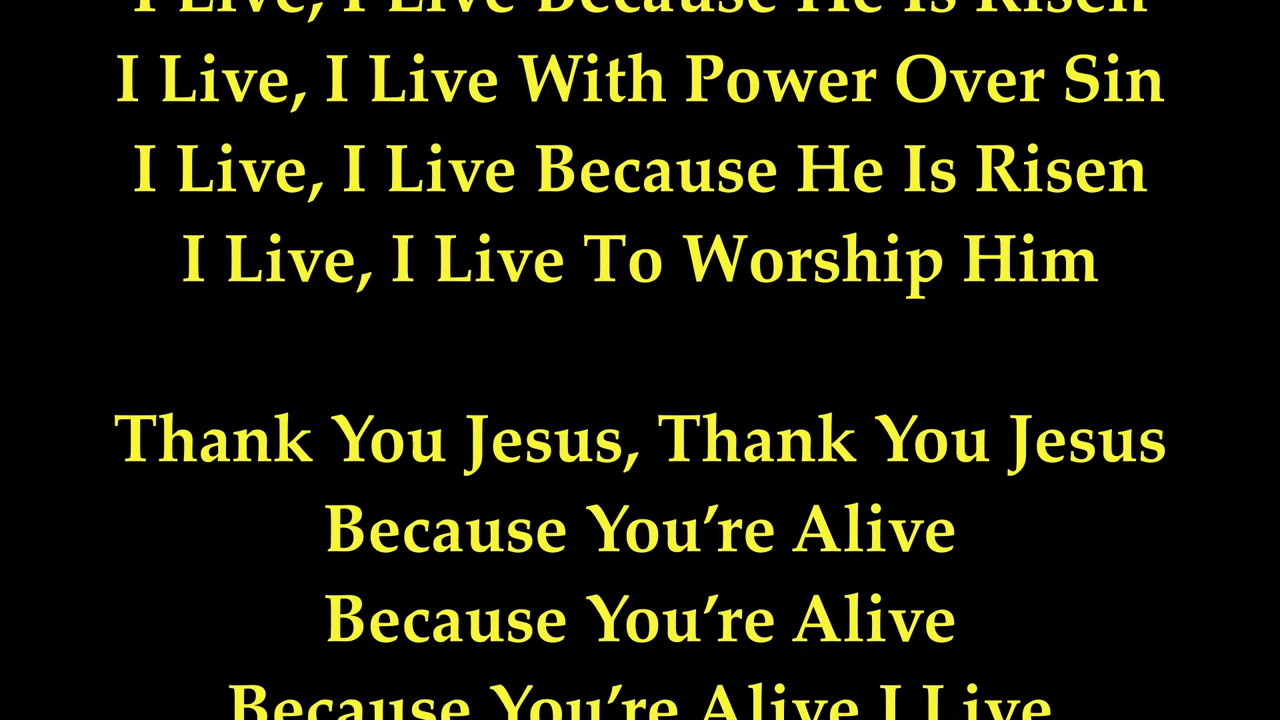 I Live, I Live Because He Is Risen
I Live, I Live With Power Over Sin
I Live, I Live Because He Is Risen
I Live, I Live To Worship Him
Thank You Jesus, Thank You Jesus
Because You’re Alive
Because You’re Alive
Because You’re Alive I Live